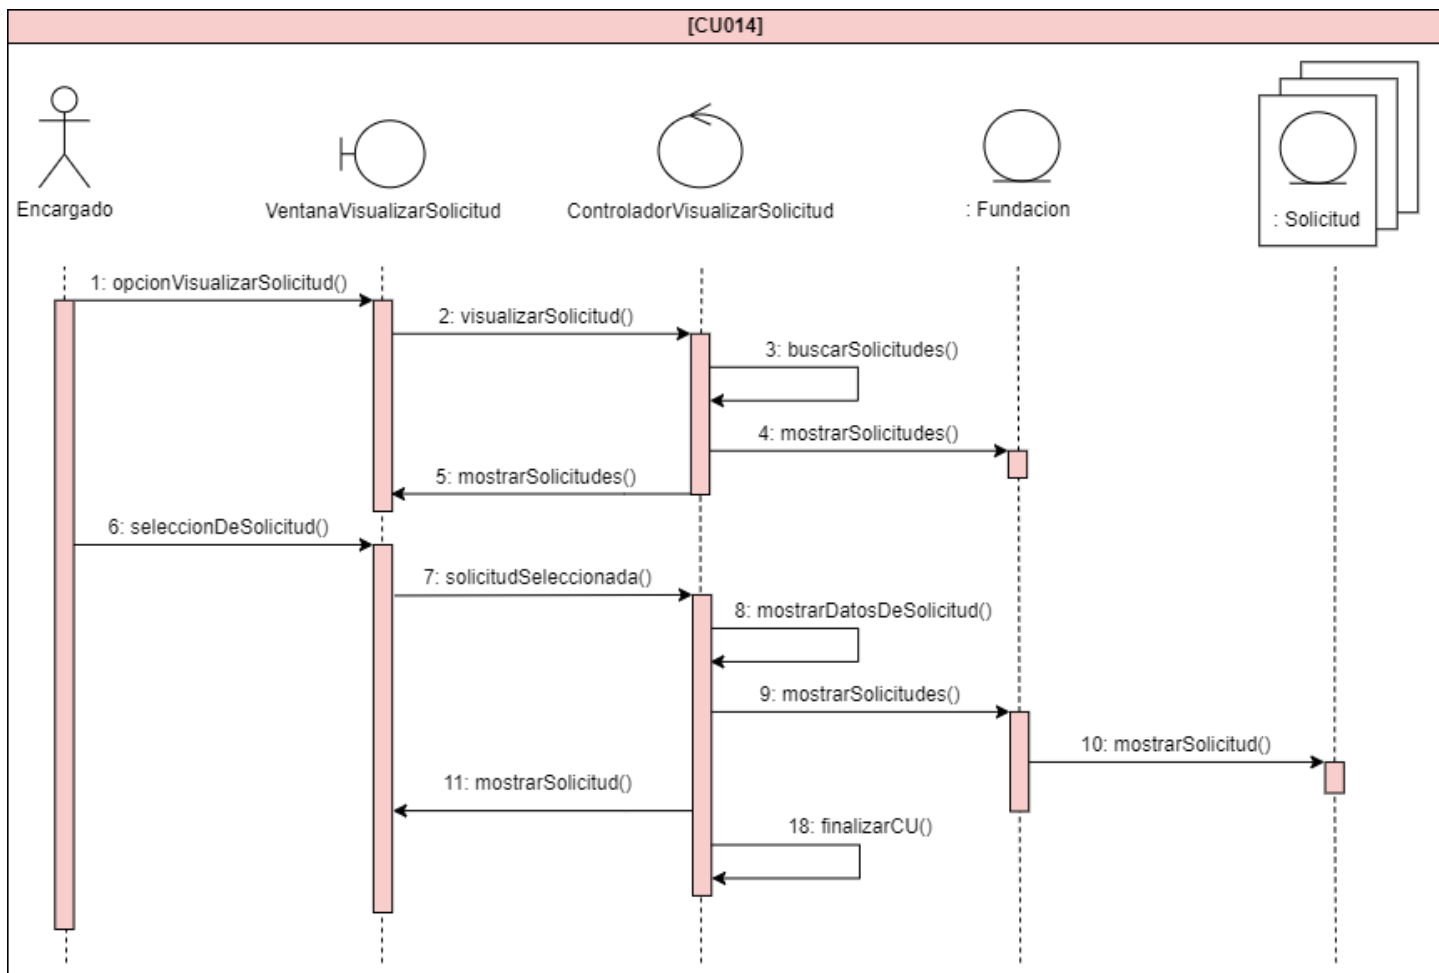 [CU014]
Encargado
VentanaVisualizarSolicitud
ControladorVisualizarSolicitud
: Fundacion
: Solicitud
1: opcionVisualizarSolicitud()
2: visualizarSolicitud()
3: buscarSolicitudes()
4: mostrarSolicitudes()
5: mostrarSolicitudes()
6: seleccionDeSolicitud()
7: solicitudSeleccionada()
8: mostrarDatosDeSolicitud()
9: mostrarSolicitudes()
10: mostrarSolicitud()
11: mostrarSolicitud()
18: finalizarCU()